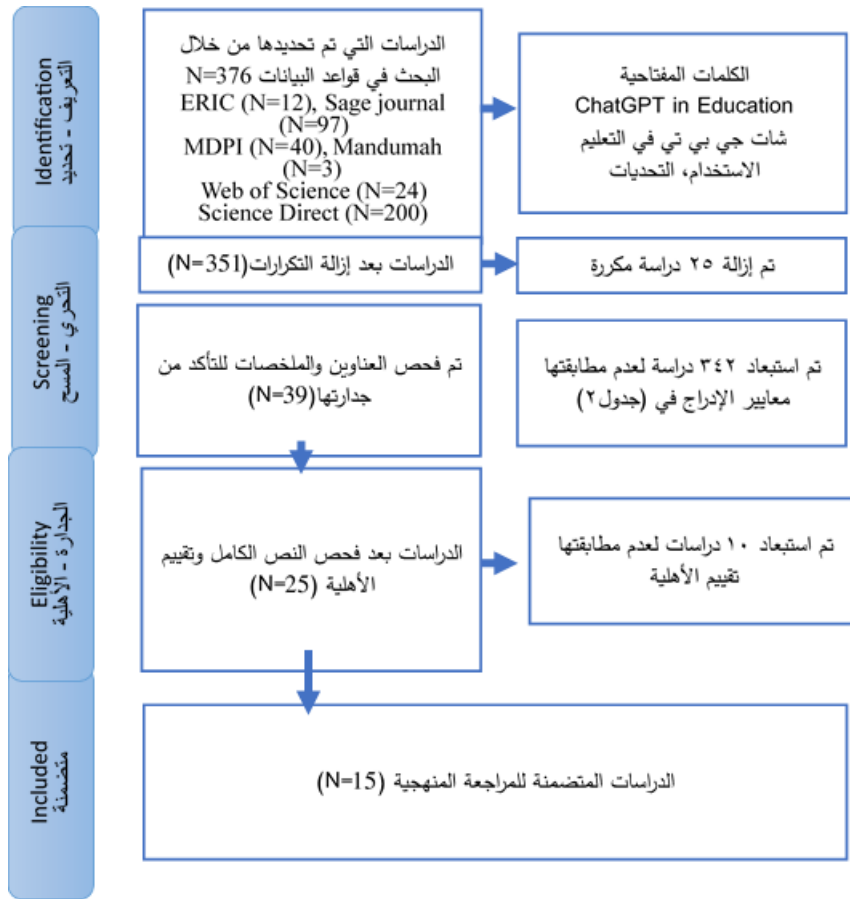 Identification
التعريف - تحديد
الدراسات التي تم تحديدها من خلال
البحث في قواعد البيانات N=376
ERIC (N=12), Sage journal
(N=97)
MDPI (N=40), Mandumah
(N=3)
Web of Science (N=24)
Science Direct (N=200)
الكلمات المفتاحية
ChatGPT in Education
شات جي بي تي في التعليم
الاستخدام، التحديات
Screening
التحري - المسح
الدراسات بعد إزالة التكرارات(N=351)
تم إزالة ٢٥ دراسة مكررة
تم فحص العناوين والملخصات للتأكد من
جدارتها(N=39)
تم استبعاد ٣٤٢ دراسة لعدم مطابقتها
معايير الإدراج في (جدول٢)
Eligibility
الجدارة - الأهلية
الدراسات بعد فحص النص الكامل وتقييم
الأهلية (N=25)
تم استبعاد ١٠ دراسات لعدم مطابقتها
تقييم الأهلية
Included
متضمنة
الدراسات المتضمنة للمراجعة المنهجية (N=15)